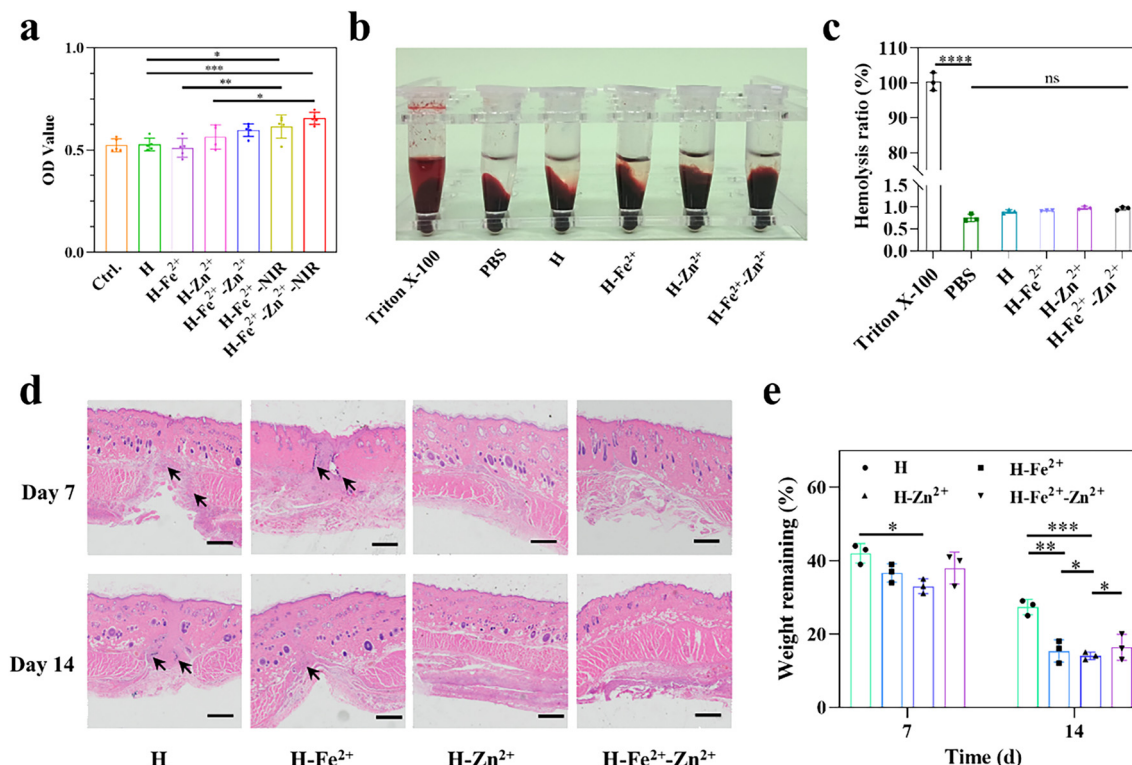 a
1.0
0.5
0.0
OD Value
*
***
**
*
Ctrl.
H
H-Fe²⁺
H-Zn²⁺
H-Fe²⁺-Zn²⁺
H-Fe²⁺-NIR
H-Fe²⁺-Zn²⁺-NIR
b
Triton X-100
PBS
H
H-Fe²⁺
H-Zn²⁺
H-Fe²⁺-Zn²⁺
c
Hemolysis ratio (%)
110
100
90
80
1.5
1.0
0.5
0.0
****
ns
Triton X-100
PBS
H
H-Fe²⁺
H-Zn²⁺
H-Fe²⁺-Zn²⁺
d
Day 7
Day 14
H
H-Fe²⁺
H-Zn²⁺
H-Fe²⁺-Zn²⁺
e
Weight remaining (%)
60
40
20
0
H
H-Fe²⁺
H-Zn²⁺
H-Fe²⁺-Zn²⁺
*
***
**
*
*
7
14
Time (d)